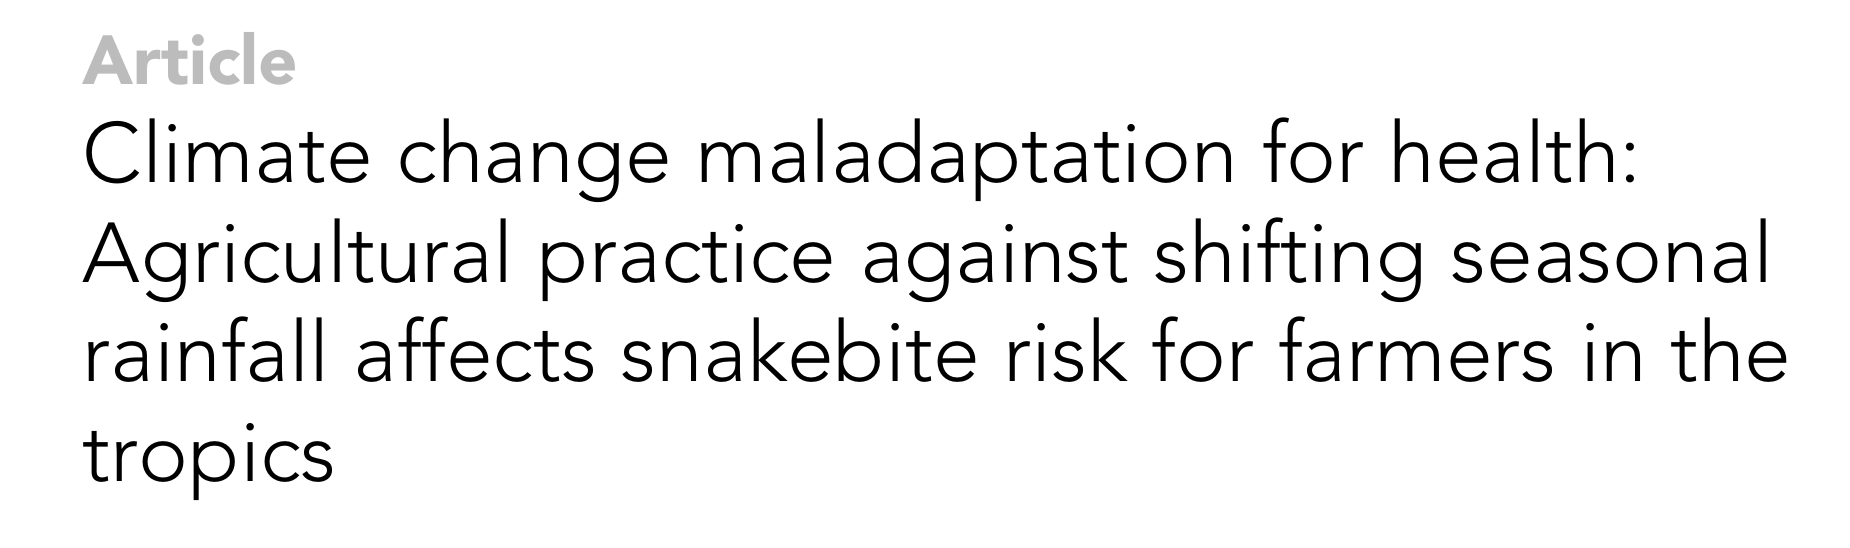 Article
Climate change maladaptation for health:
Agricultural practice against shifting seasonal
rainfall affects snakebite risk for farmers in the
tropics